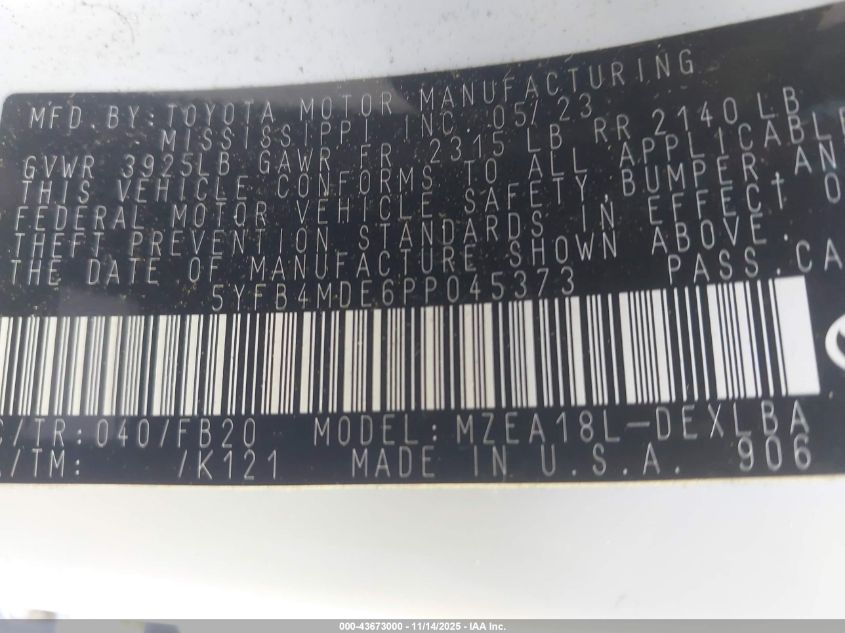 MFD. BY: TOYOTA MOTOR MANUFACTURING
MISSISSIPPI INC. 05/23
GVWR 3925LB GAWR FR 2315 LB RR 2140 LB
THIS VEHICLE CONFORMS TO ALL APPLICABLE
FEDERAL MOTOR VEHICLE SAFETY, BUMPER, AN
THEFT PREVENTION STANDARDS IN EFFECT O
THE DATE OF MANUFACTURE SHOWN ABOVE.
5YFB4MDE6PP045373 PASS. CA
C/TR: 040/FB20 MODEL: MZEA18L-DEXLBA
A/TM: /K121 MADE IN U.S.A. 906
000-43673000 - 11/14/2025 - IAA Inc.